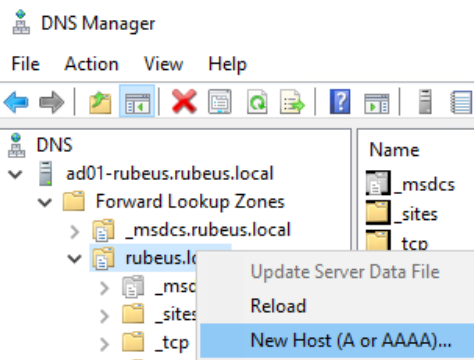 DNS Manager
File Action View Help
DNS
ad01-rubeus.rubeus.local
Forward Lookup Zones
_msdcs.rubeus.local
rubeus.lo
_msd
_sites
_tcp
Name
_msdcs
_sites
_tcp
Update Server Data File
Reload
New Host (A or AAAA)...